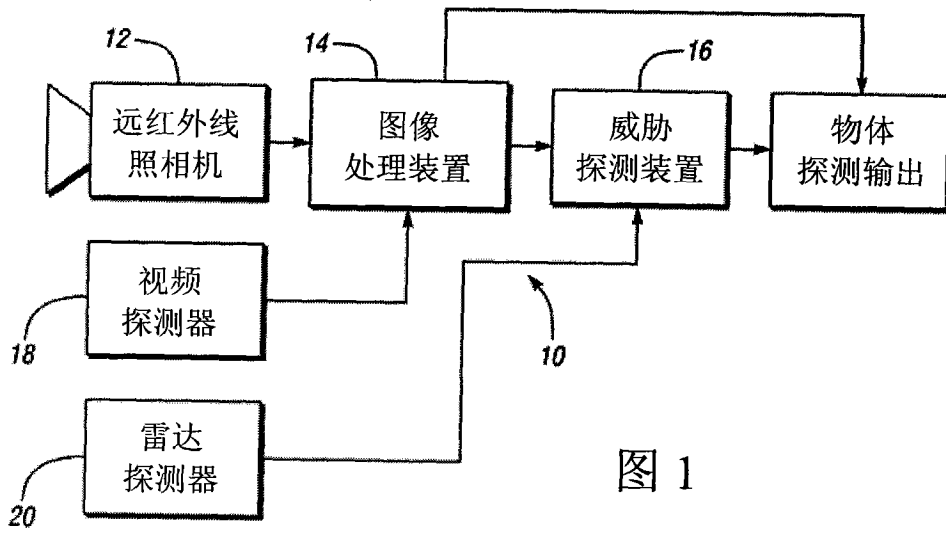 12
14
16
远红外线
照相机
图像
处理装置
威胁
探测装置
物体
探测输出
视频
探测器
18
10
雷达
探测器
20
图 1